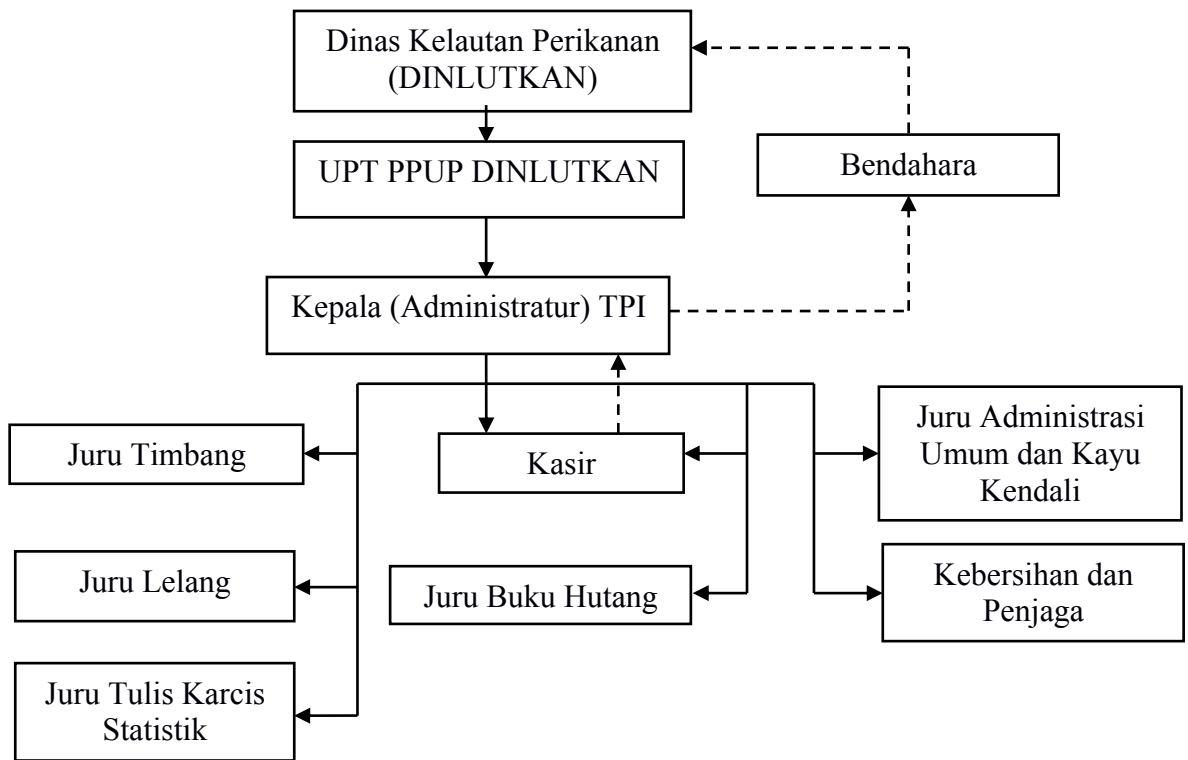 Dinas Kelautan Perikanan
(DINLUTKAN)
UPT PPUP DINLUTKAN
Bendahara
Kepala (Administratur) TPI
Juru Timbang
Kasir
Juru Administrasi
Umum dan Kayu
Kendali
Juru Lelang
Juru Buku Hutang
Kebersihan dan
Penjaga
Juru Tulis Karcis
Statistik